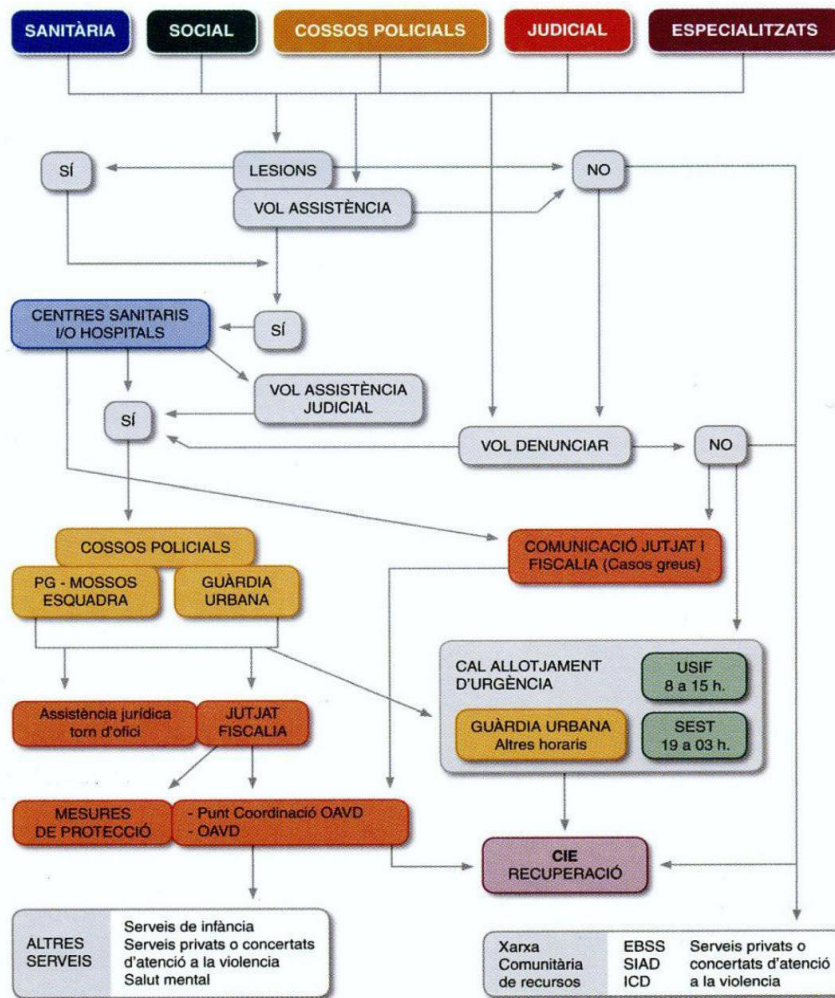 SANITÀRIA
SOCIAL
COSSOS POLICIALS
JUDICIAL
ESPECIALITZATS
SÍ
LESIONS
NO
VOL ASSISTÈNCIA
CENTRES SANITARIS
I/O HOSPITALS
SÍ
VOL ASSISTÈNCIA
JUDICIAL
SÍ
VOL DENUNCIAR
NO
COSSOS POLICIALS
PG - MOSSOS
ESQUADRA
GUÀRDIA
URBANA
COMUNICACIÓ JUTJAT I
FISCALIA (Casos greus)
CAL ALLOTJAMENT
D'URGÈNCIA
USIF
8 a 15 h.
GUÀRDIA URBANA
Altres horaris
SEST
19 a 03 h.
Assistència jurídica
torn d'ofici
JUTJAT
FISCALIA
MESURES
DE PROTECCIÓ
- Punt Coordinació OAVD
- OAVD
CIE
RECUPERACIÓ
ALTRES
SERVEIS
Serveis de infància
Serveis privats o concertats
d'atenció a la violencia
Salut mental
Xarxa
Comunitària
de recursos
EBSS
SIAD
ICD
Serveis privats o
concertats d'atenció
a la violencia